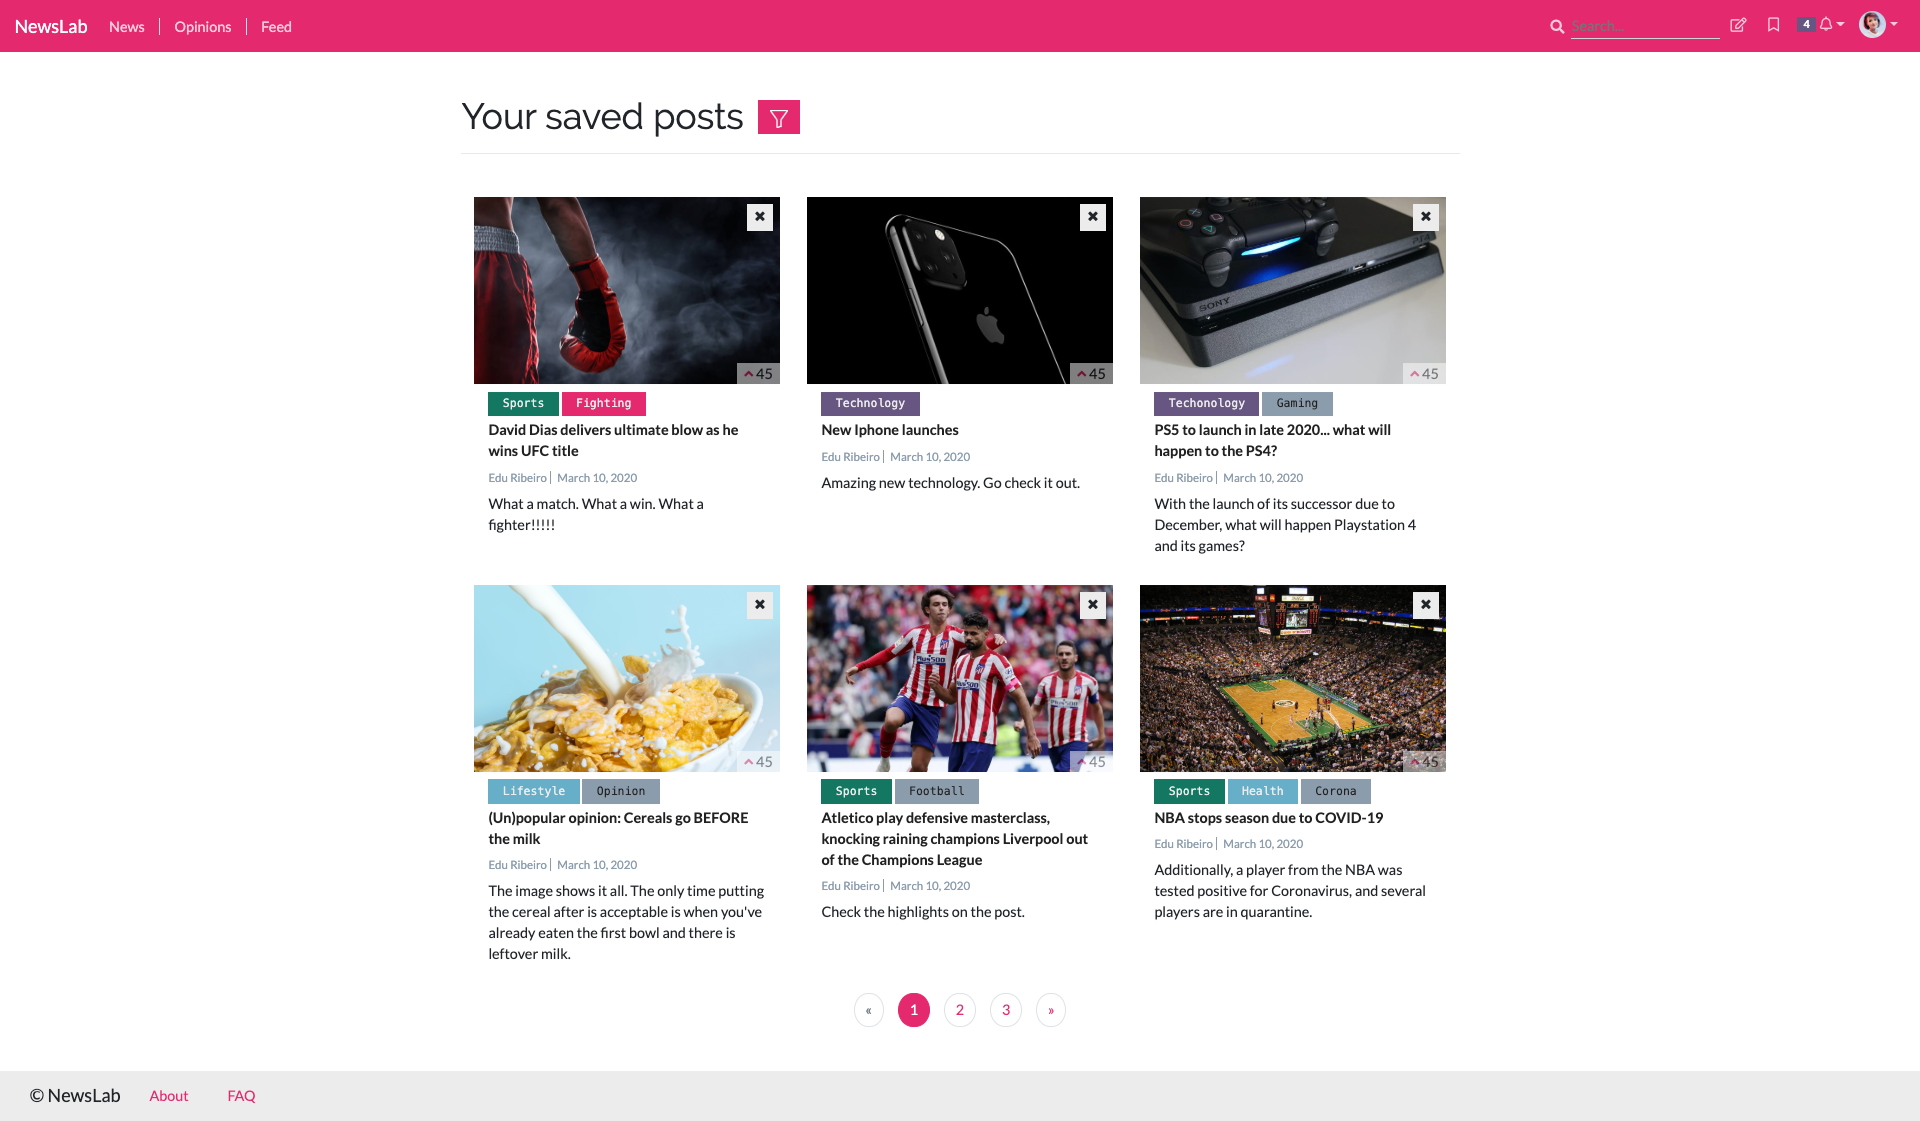 NewsLab News Opinions Feed Search... 4
Your saved posts
45
Sports Fighting
David Dias delivers ultimate blow as he
wins UFC title
Edu Ribeiro March 10, 2020
What a match. What a win. What a
fighter!!!!!
45
Technology
New Iphone launches
Edu Ribeiro March 10, 2020
Amazing new technology. Go check it out.
PS4
SONY
45
Techonology Gaming
PS5 to launch in late 2020... what will
happen to the PS4?
Edu Ribeiro March 10, 2020
With the launch of its successor due to
December, what will happen Playstation 4
and its games?
45
Lifestyle Opinion
(Un)popular opinion: Cereals go BEFORE
the milk
Edu Ribeiro March 10, 2020
The image shows it all. The only time putting
the cereal after is acceptable is when you've
already eaten the first bowl and there is
leftover milk.
Plus500
Plus500
45
Sports Football
Atletico play defensive masterclass,
knocking raining champions Liverpool out
of the Champions League
Edu Ribeiro March 10, 2020
Check the highlights on the post.
45
Sports Health Corona
NBA stops season due to COVID-19
Edu Ribeiro March 10, 2020
Additionally, a player from the NBA was
tested positive for Coronavirus, and several
players are in quarantine.
« 1 2 3 »
© NewsLab About FAQ